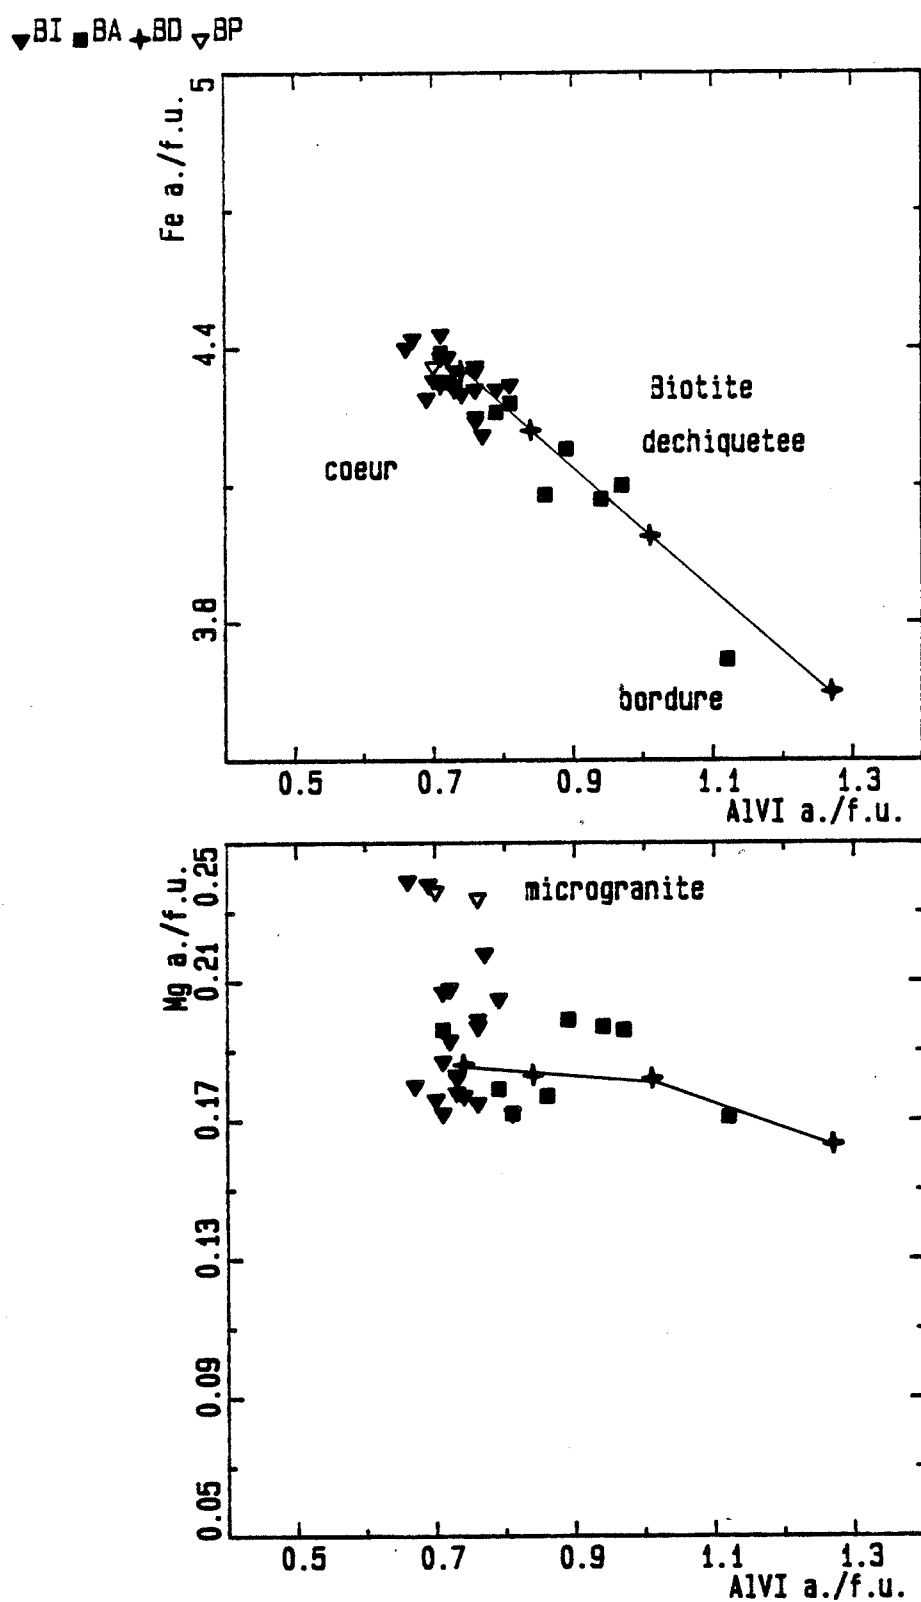 ▼BI ■BA +BD ▽BP
5
Fe a./f.u.
4.4
Biotite
dechiquetee
coeur
3.8
bordure
0.5 0.7 0.9 1.1 1.3
AlVI a./f.u.
0.25
microgranite
Mg a./f.u.
0.21
0.17
0.13
0.09
0.05
0.5 0.7 0.9 1.1 1.3
AlVI a./f.u.